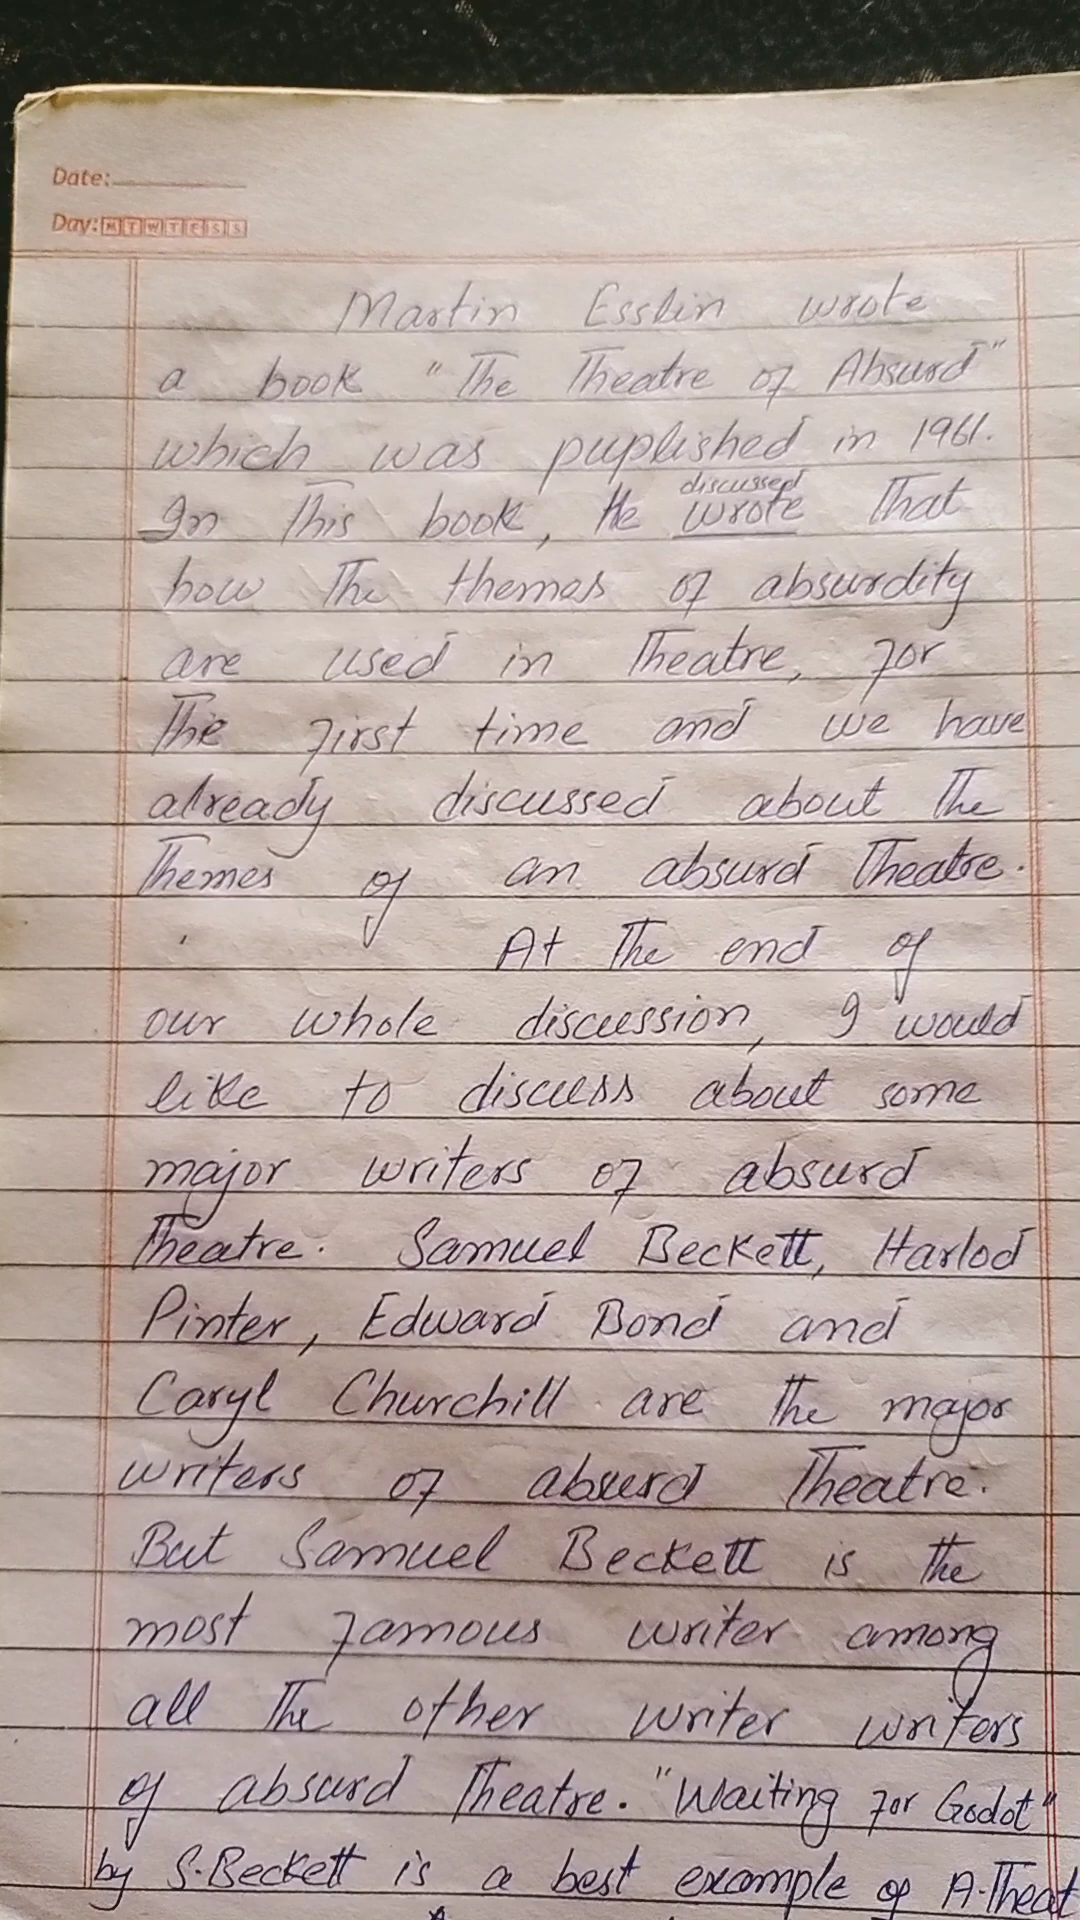 Date:
Day: M T W T F S S
Martin Esslin wrote
a book "The Theatre of Absurd"
which was puplished in 1961.
discussed
In this book, He wrote that
how the themes of absurdity
are used in Theatre, for
The first time and we have
already discussed about the
Themes of an absurd Theatre.
At the end of
our whole discussion, I would
like to discuss about some
major writers of absurd
Theatre. Samuel Beckett, Harlod
Pinter, Edward Bond and
Caryl Churchill are the major
writers of absurd Theatre.
But Samuel Beckett is the
most famous writer among
all the other writer writers
of absurd Theatre. "Waiting for Godot"
by S.Beckett is a best example of A.Theat